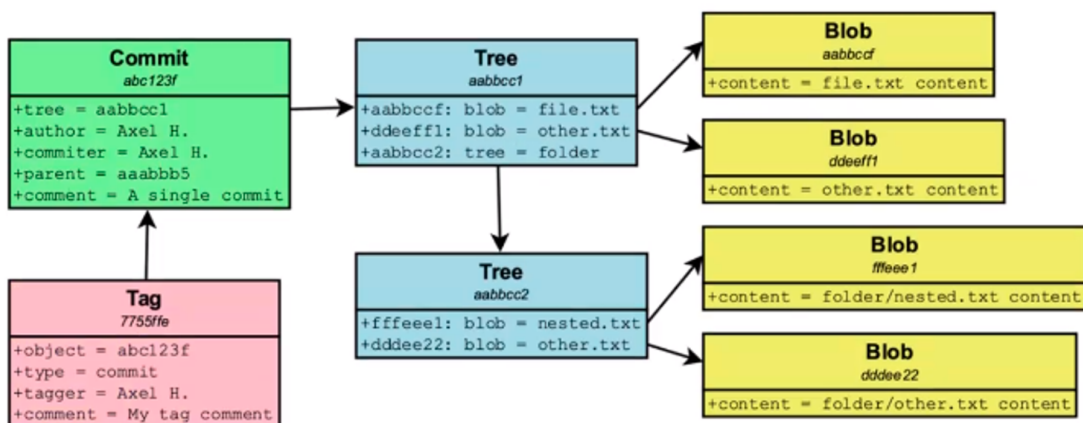 Commit
abc123f
+tree = aabbcc1
+author = Axel H.
+commiter = Axel H.
+parent = aaabbb5
+comment = A single commit
Tag
7755ffe
+object = abc123f
+type = commit
+tagger = Axel H.
+comment = My tag comment
Tree
aabbcc1
+aabbccf: blob = file.txt
+ddeeff1: blob = other.txt
+aabbcc2: tree = folder
Tree
aabbcc2
+fffeee1: blob = nested.txt
+dddee22: blob = other.txt
Blob
aabbccf
+content = file.txt content
Blob
ddeeff1
+content = other.txt content
Blob
fffeee1
+content = folder/nested.txt content
Blob
dddee22
+content = folder/other.txt content